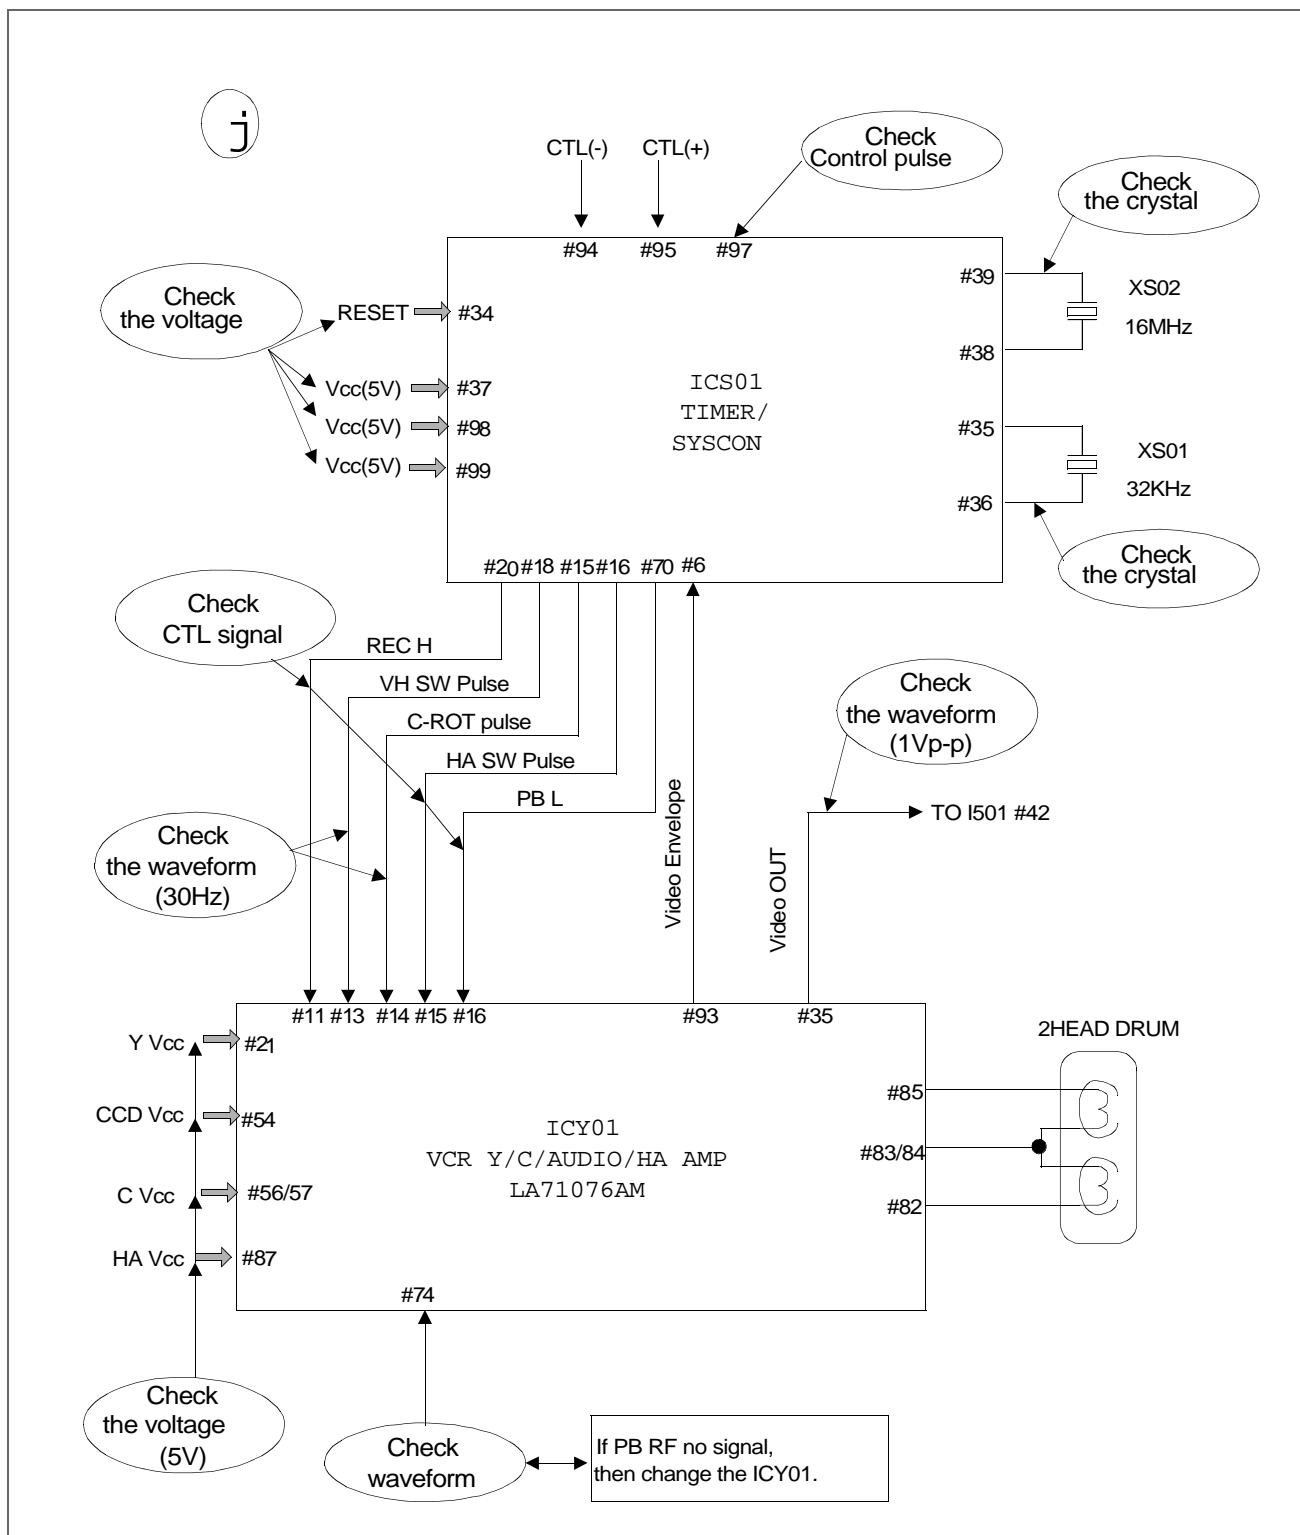 j
CTL(-)
CTL(+)
Check
Control pulse
Check
the crystal
#94
#95
#97
Check
the voltage
RESET
#34
#39
XS02
16MHz
#38
Vcc(5V)
#37
ICS01
TIMER/
SYSCON
Vcc(5V)
#98
#35
Vcc(5V)
#99
XS01
32KHz
#36
Check
the crystal
#20
#18
#15
#16
#70
#6
Check
CTL signal
REC H
VH SW Pulse
C-ROT pulse
HA SW Pulse
PB L
Check
the waveform
(1Vp-p)
TO I501 #42
Check
the waveform
(30Hz)
Video Envelope
Video OUT
#11
#13
#14
#15
#16
#93
#35
2HEAD DRUM
Y Vcc
#21
CCD Vcc
#54
C Vcc
#56/57
HA Vcc
#87
ICY01
VCR Y/C/AUDIO/HA AMP
LA71076AM
#85
#83/84
#82
#74
Check
the voltage
(5V)
Check
waveform
If PB RF no signal,
then change the ICY01.